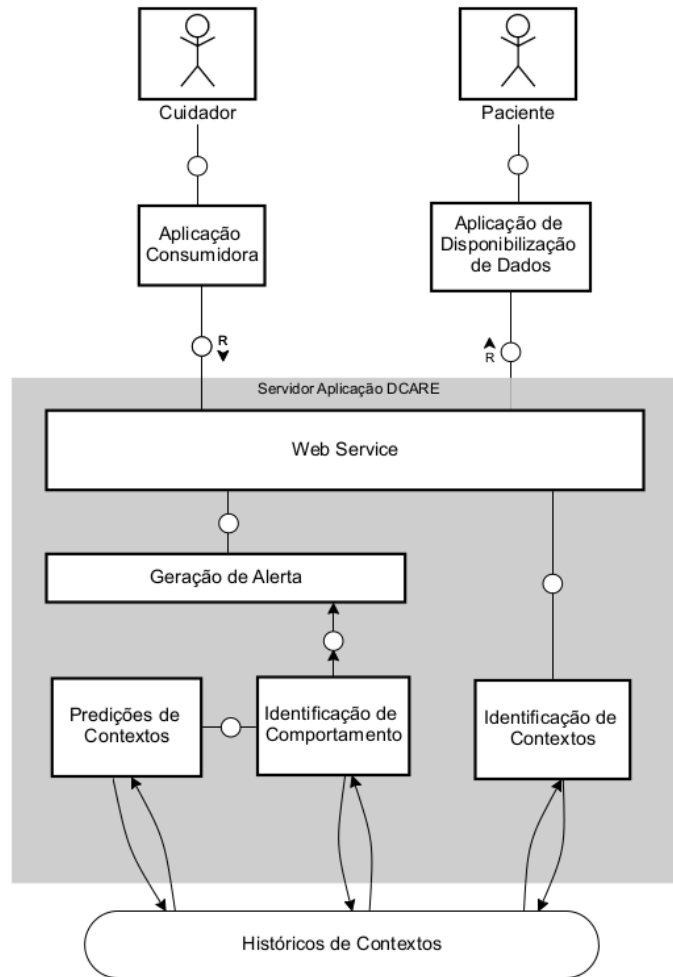 Cuidador
Paciente
Aplicação
Consumidora
Aplicação de
Disponibilização
de Dados
R
R
Servidor Aplicação DCARE
Web Service
Geração de Alerta
Predições de
Contextos
Identificação de
Comportamento
Identificação de
Contextos
Históricos de Contextos